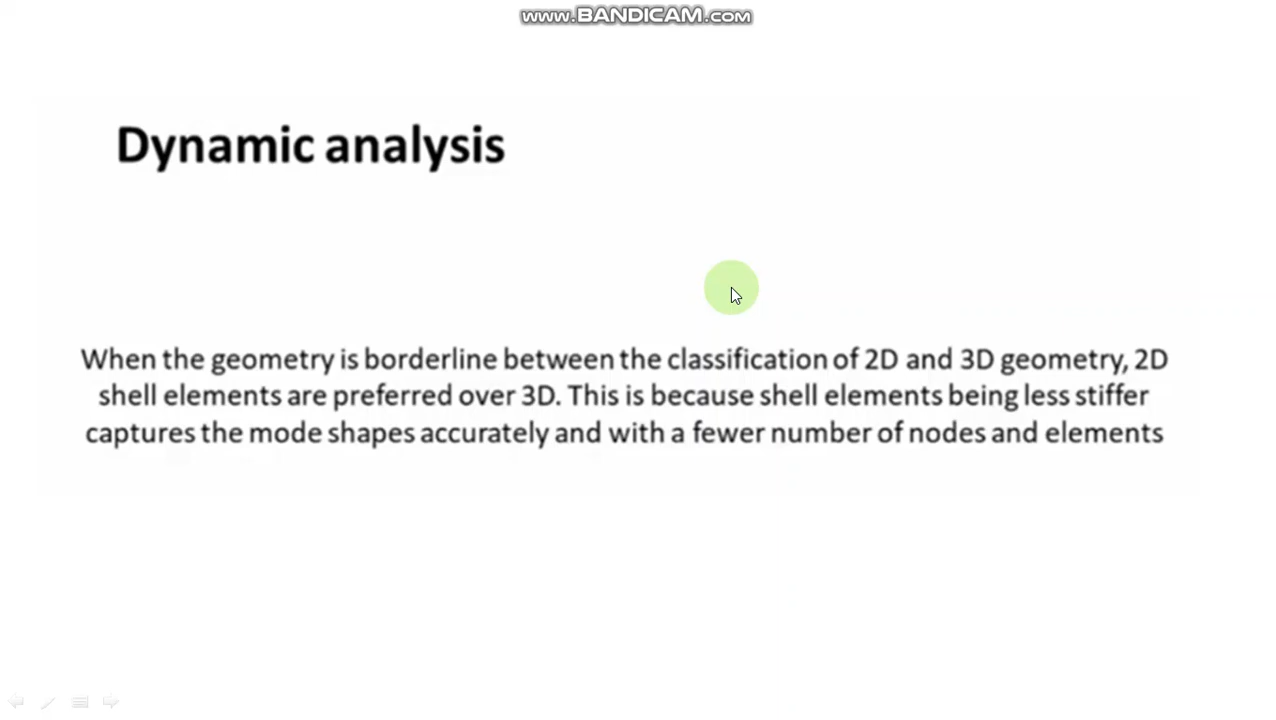 www.BANDICAM.com
Dynamic analysis
When the geometry is borderline between the classification of 2D and 3D geometry, 2D
shell elements are preferred over 3D. This is because shell elements being less stiffer
captures the mode shapes accurately and with a fewer number of nodes and elements